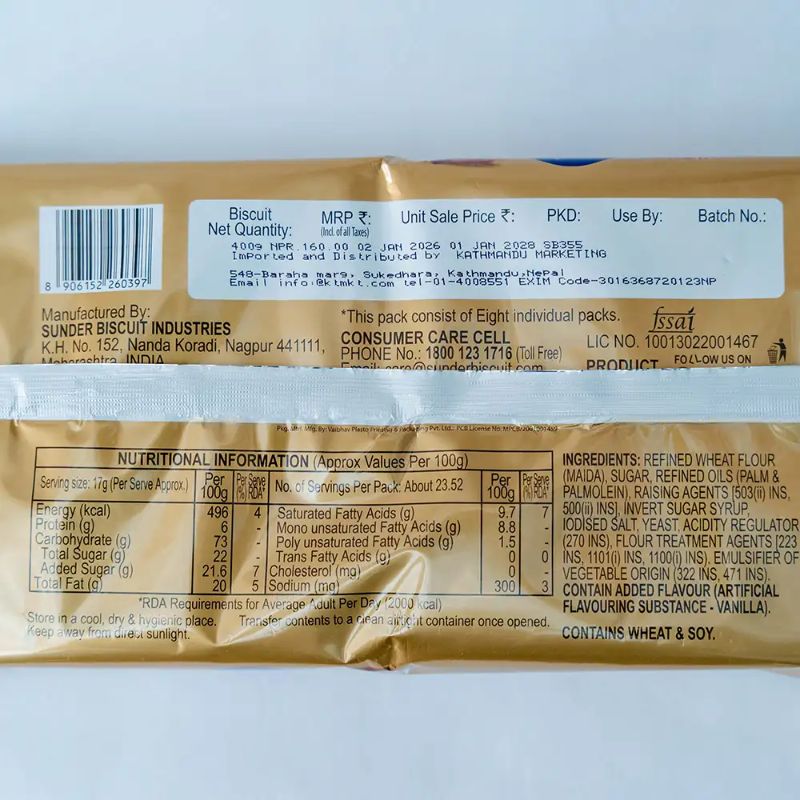 Biscuit Net Quantity: MRP ₹: (Incl. of all Taxes) Unit Sale Price ₹: PKD: Use By: Batch No.:
400g NPR.160.00 02 JAN 2026 01 JAN 2028 SB355
Imported and Distributed by KATHMANDU MARKETING
548-Baraha marg, Sukedhara, Kathmandu,Nepal
Email info@ktmkt.com tel-01-4008551 EXIM Code-3016368720123NP
8 906152 260397
Manufactured By:
SUNDER BISCUIT INDUSTRIES
K.H. No. 152, Nanda Koradi, Nagpur 441111,
Maharashtra, INDIA
*This pack consist of Eight individual packs.
CONSUMER CARE CELL
PHONE No.: 1800 123 1716 (Toll Free)
Email: care@sunderbiscuit.com
fssai
LIC NO. 10013022001467
FOLLOW US ON
PRODUCT
NUTRITIONAL INFORMATION (Approx Values Per 100g)
Serving size: 17g (Per Serve Approx.) Per 100g Per Serve (%) RDA* No. of Servings Per Pack: About 23.52 Per 100g Per Serve (%) RDA*
Energy (kcal) 496 4 Saturated Fatty Acids (g) 9.7 7
Protein (g) 6 - Mono unsaturated Fatty Acids (g) 8.8 -
Carbohydrate (g) 73 - Poly unsaturated Fatty Acids (g) 1.5 -
Total Sugar (g) 22 - Trans Fatty Acids (g) 0 0
Added Sugar (g) 21.6 7 Cholesterol (mg) 0 -
Total Fat (g) 20 5 Sodium (mg) 300 3
*RDA Requirements for Average Adult Per Day (2000 kcal)
Store in a cool, dry & hygienic place. Transfer contents to a clean airtight container once opened.
Keep away from direct sunlight.
INGREDIENTS: REFINED WHEAT FLOUR
(MAIDA), SUGAR, REFINED OILS (PALM &
PALMOLEIN), RAISING AGENTS [503(ii) INS,
500(ii) INS], INVERT SUGAR SYRUP,
IODISED SALT, YEAST, ACIDITY REGULATOR
(270 INS), FLOUR TREATMENT AGENTS [223
INS, 1101(i) INS, 1100(i) INS), EMULSIFIER OF
VEGETABLE ORIGIN (322 INS, 471 INS).
CONTAIN ADDED FLAVOUR (ARTIFICIAL
FLAVOURING SUBSTANCE - VANILLA).
CONTAINS WHEAT & SOY.